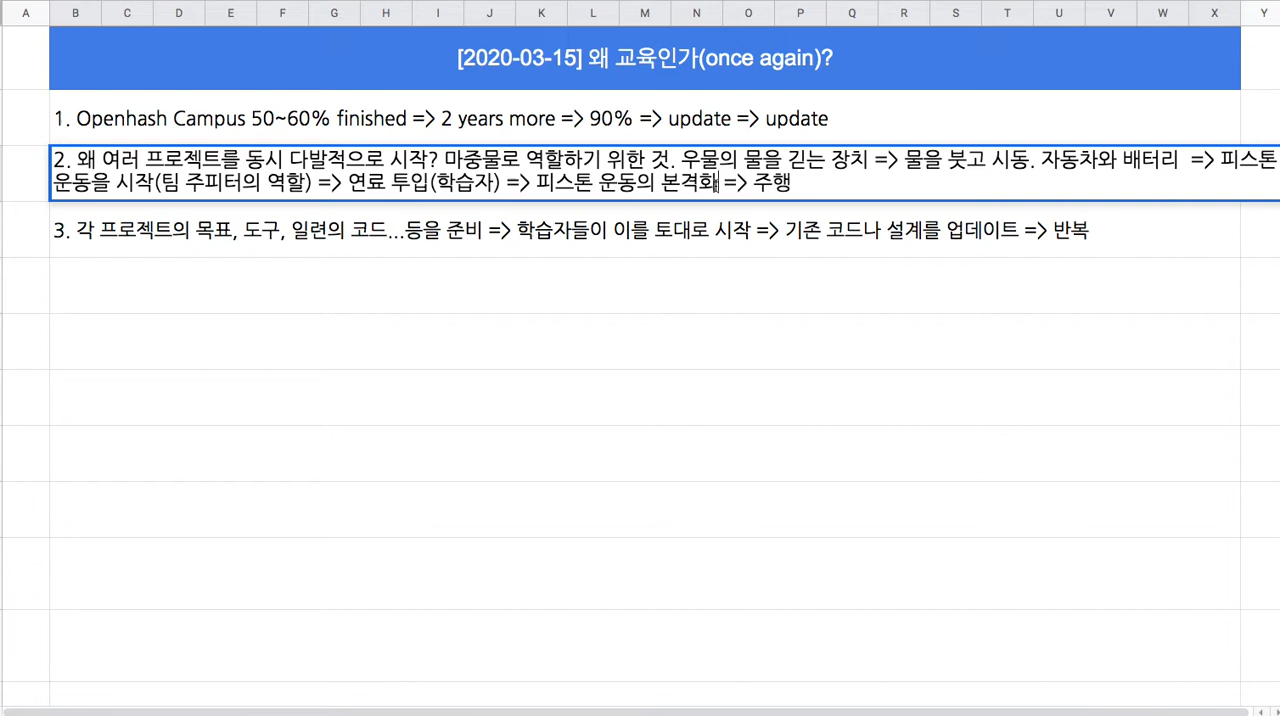 A B C D E F G H I J K L M N O P Q R S T U V W X Y
[2020-03-15] 왜 교육인가(once again)?
1. Openhash Campus 50~60% finished => 2 years more => 90% => update => update
2. 왜 여러 프로젝트를 동시 다발적으로 시작? 마중물로 역할하기 위한 것. 우물의 물을 긷는 장치 => 물을 붓고 시동. 자동차와 배터리 => 피스톤
운동을 시작(팀 주피터의 역할) => 연료 투입(학습자) => 피스톤 운동의 본격화 => 주행
3. 각 프로젝트의 목표, 도구, 일련의 코드...등을 준비 => 학습자들이 이를 토대로 시작 => 기존 코드나 설계를 업데이트 => 반복